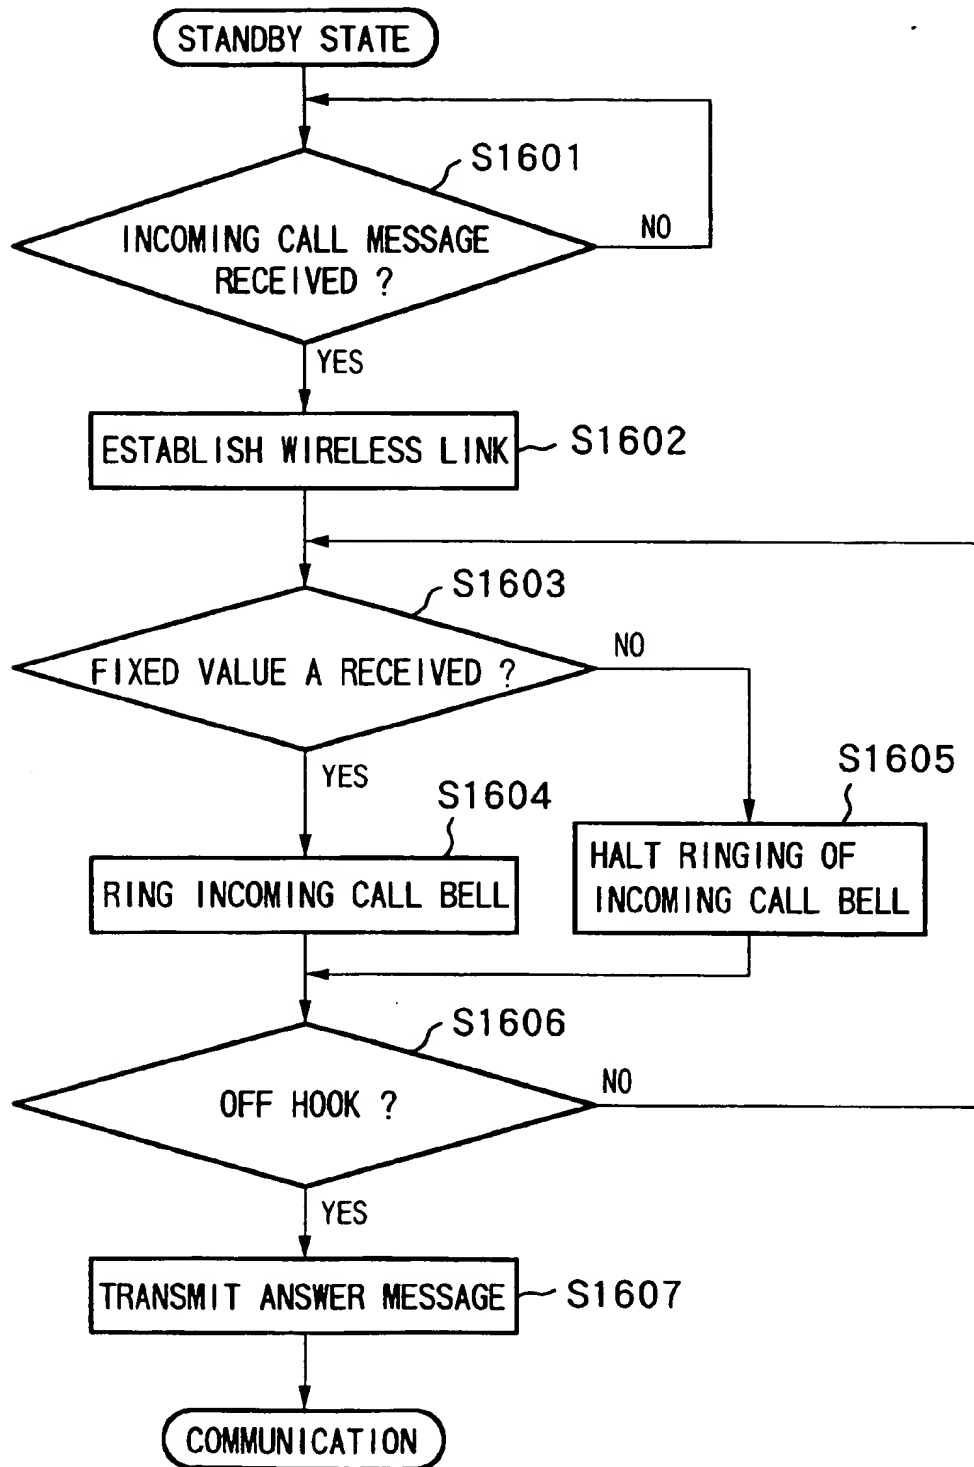 STANDBY STATE
S1601
INCOMING CALL MESSAGE
RECEIVED ?
NO
YES
ESTABLISH WIRELESS LINK
S1602
S1603
FIXED VALUE A RECEIVED ?
NO
YES
S1604
S1605
RING INCOMING CALL BELL
HALT RINGING OF
INCOMING CALL BELL
S1606
OFF HOOK ?
NO
YES
TRANSMIT ANSWER MESSAGE
S1607
COMMUNICATION